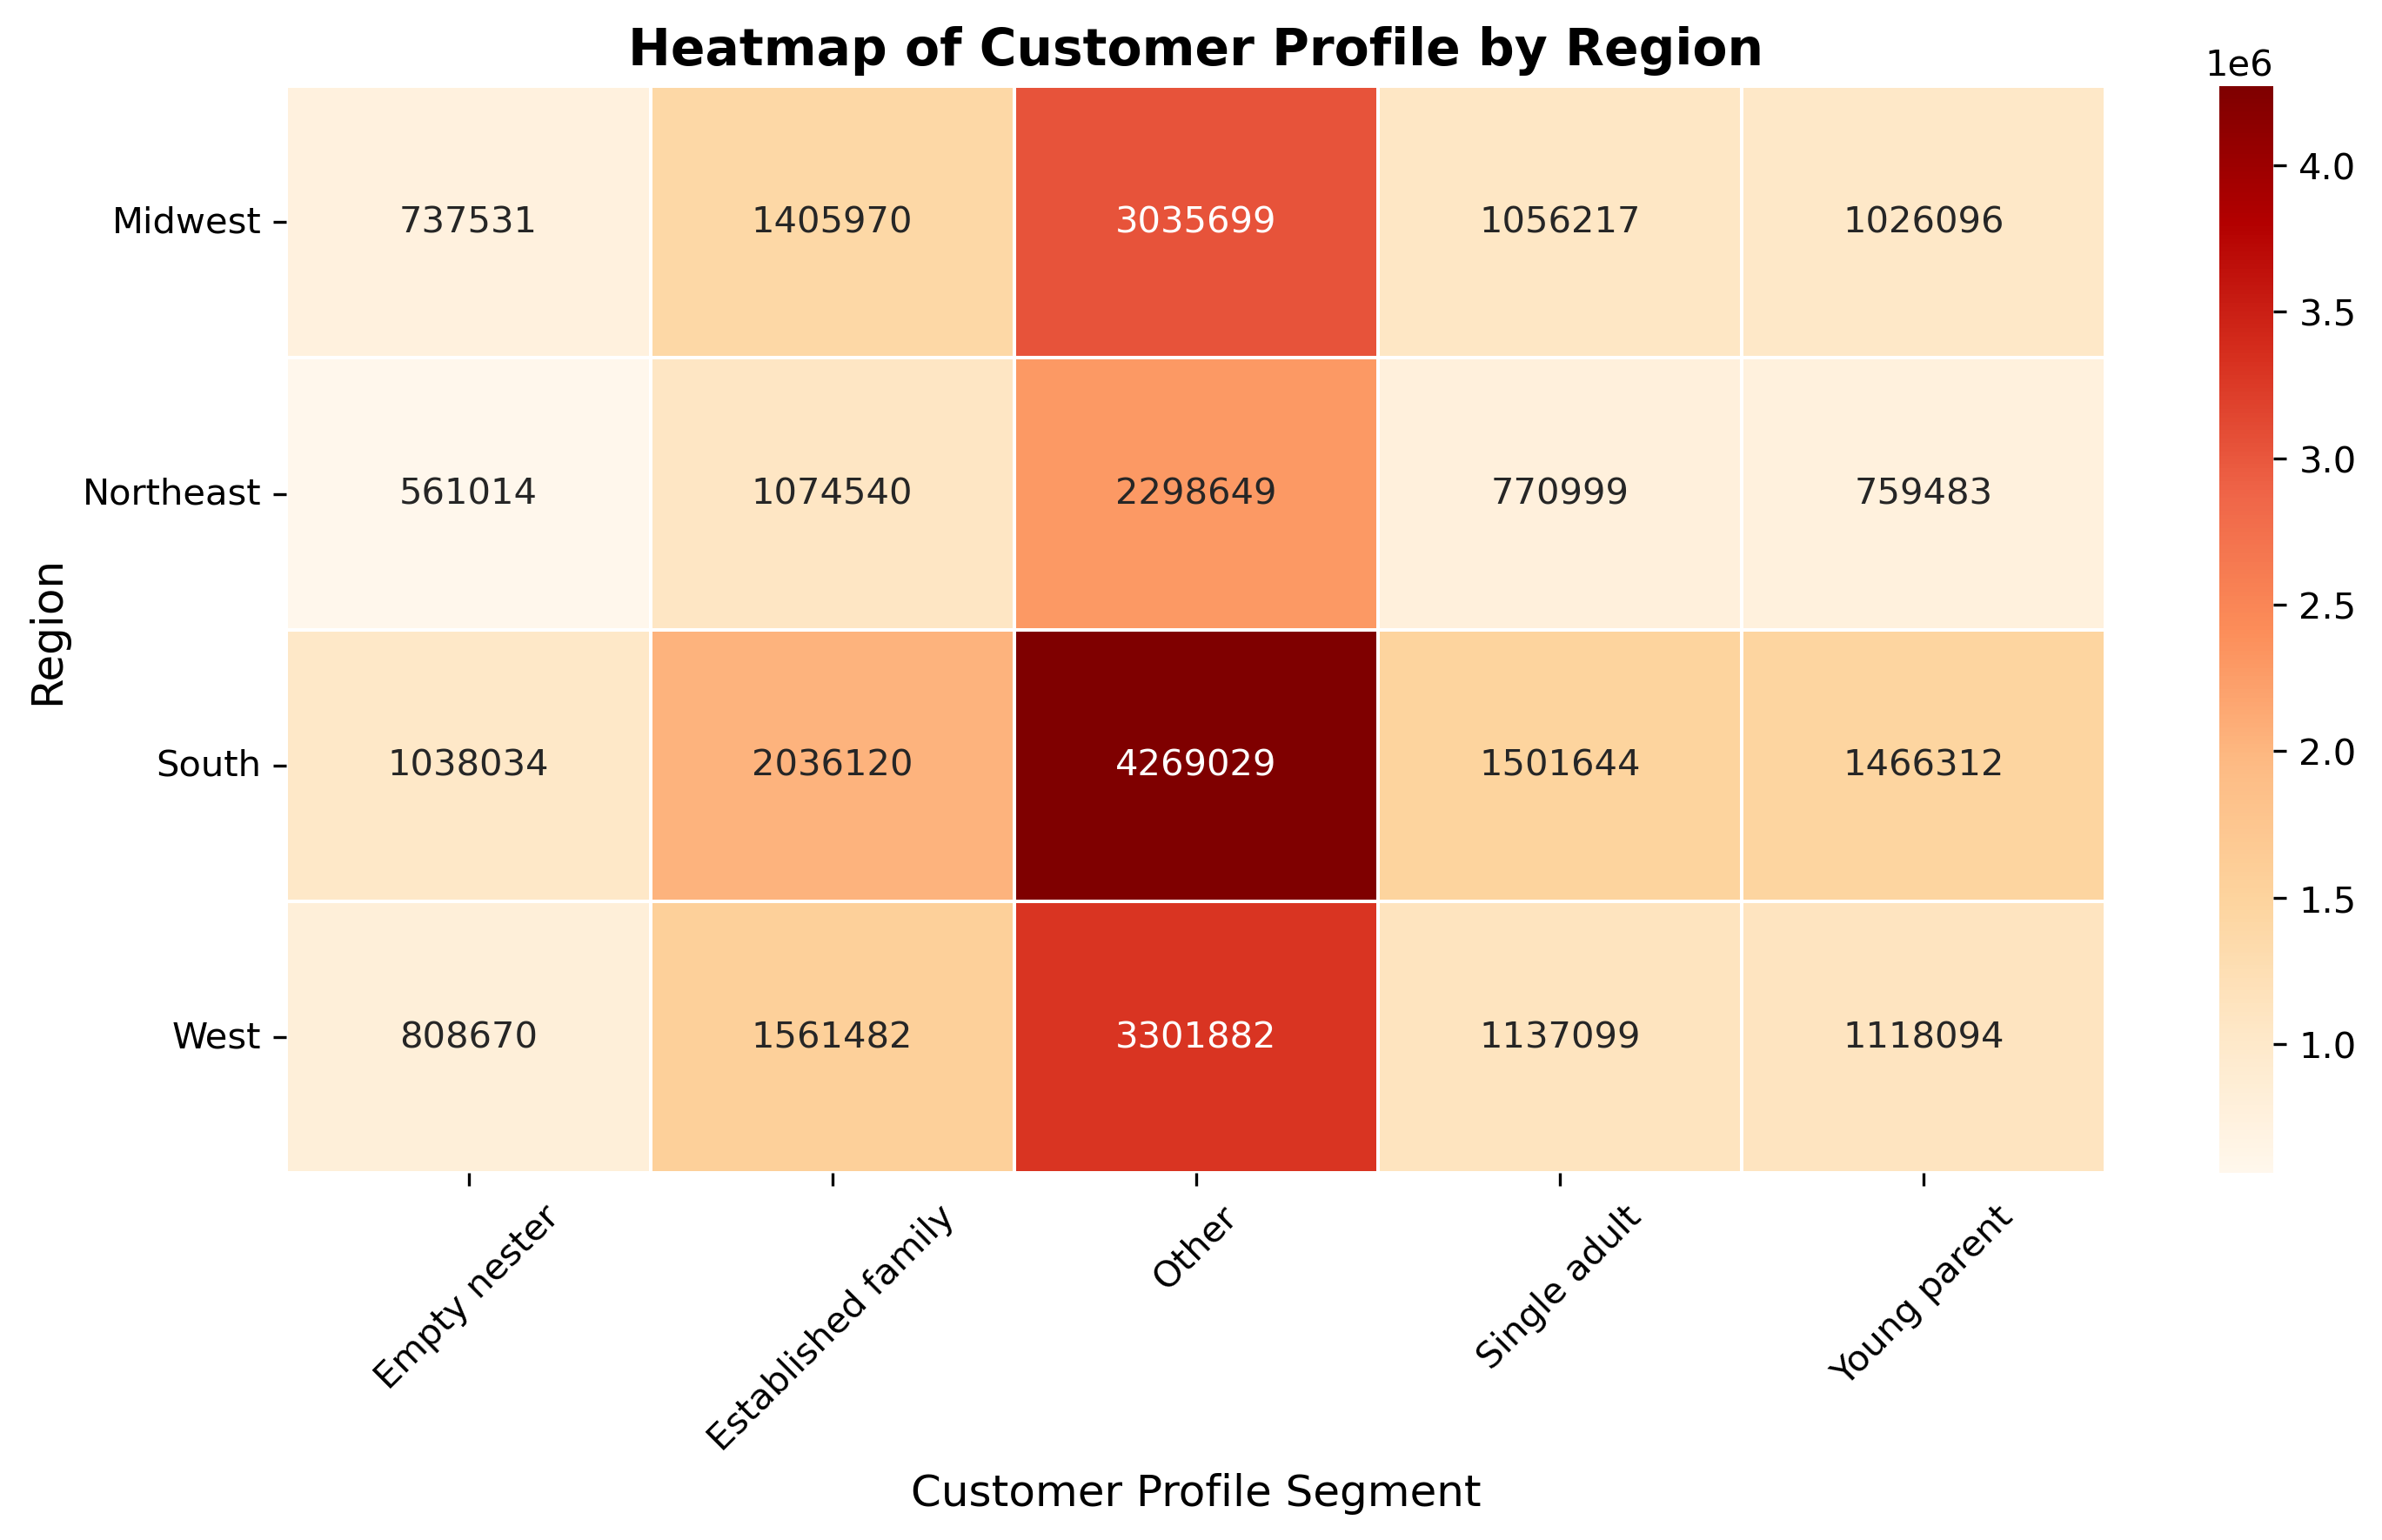 Heatmap of Customer Profile by Region
1e6
Midwest 737531 1405970 3035699 1056217 1026096
Northeast 561014 1074540 2298649 770999 759483
South 1038034 2036120 4269029 1501644 1466312
West 808670 1561482 3301882 1137099 1118094
Region
Empty nester
Established family
Other
Single adult
Young parent
Customer Profile Segment
4.0
3.5
3.0
2.5
2.0
1.5
1.0